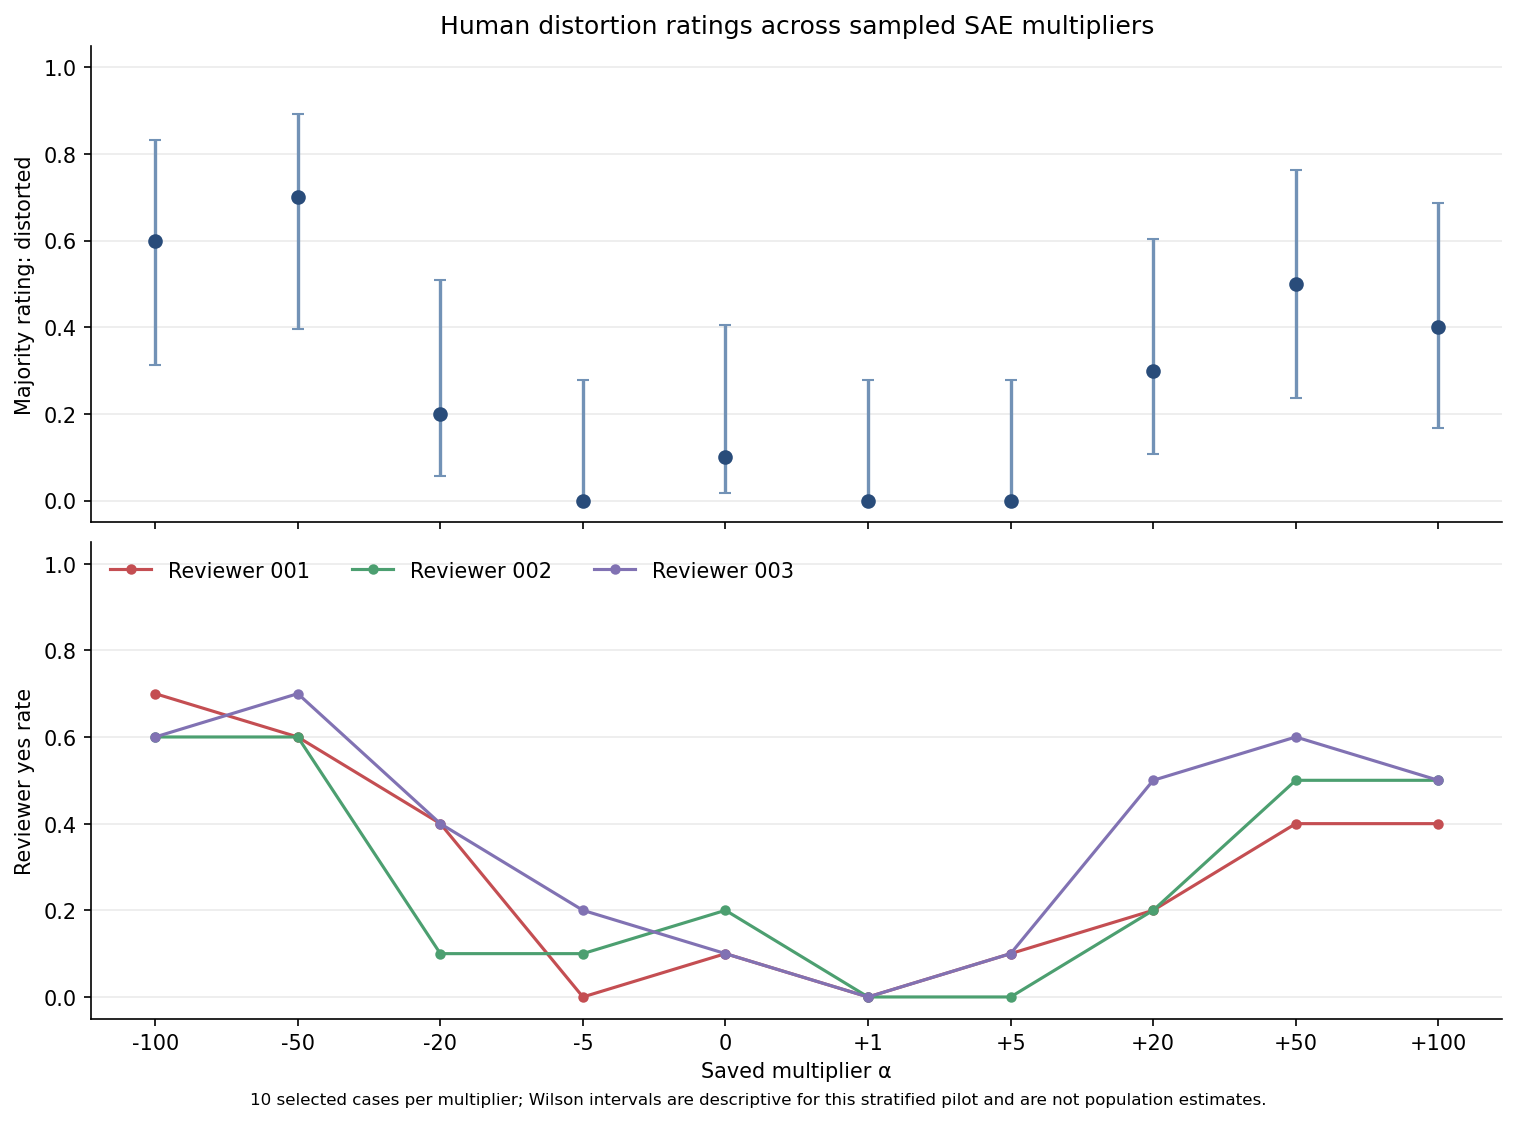 Human distortion ratings across sampled SAE multipliers
Majority rating: distorted
1.0
0.8
0.6
0.4
0.2
0.0
Reviewer 001 Reviewer 002 Reviewer 003
Reviewer yes rate
1.0
0.8
0.6
0.4
0.2
0.0
-100 -50 -20 -5 0 +1 +5 +20 +50 +100
Saved multiplier α
10 selected cases per multiplier; Wilson intervals are descriptive for this stratified pilot and are not population estimates.